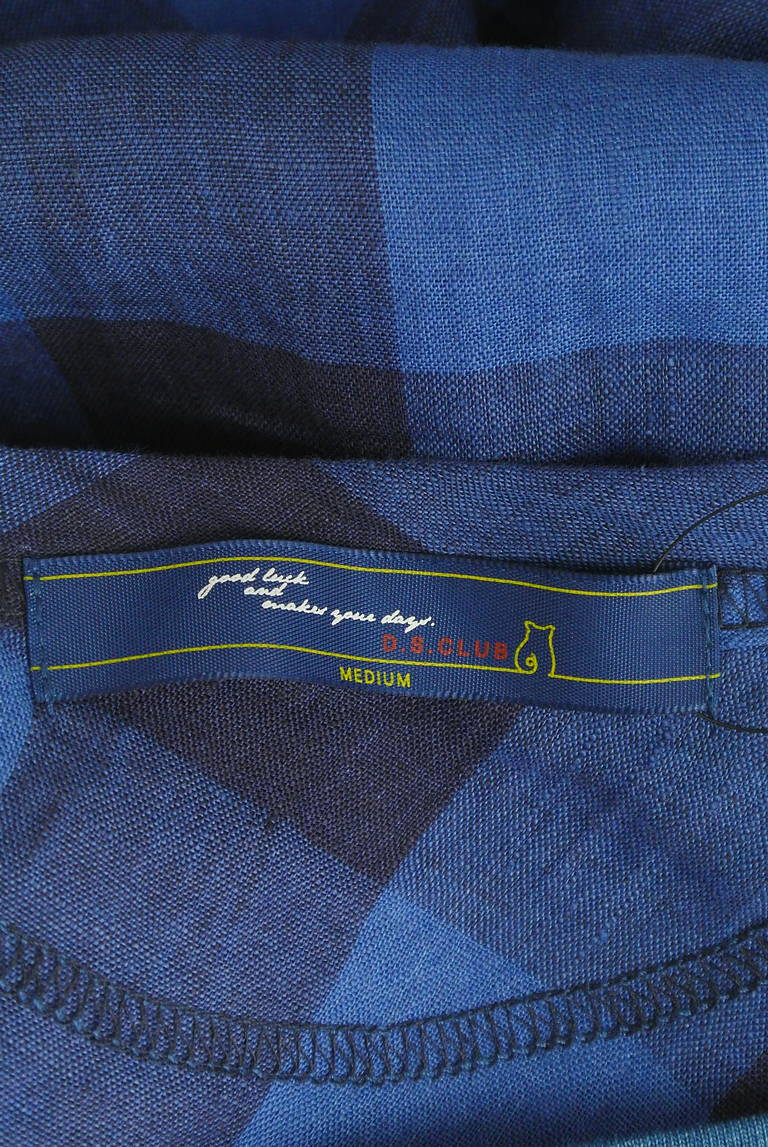 good luck
and
makes your days.
D.S.CLUB
MEDIUM